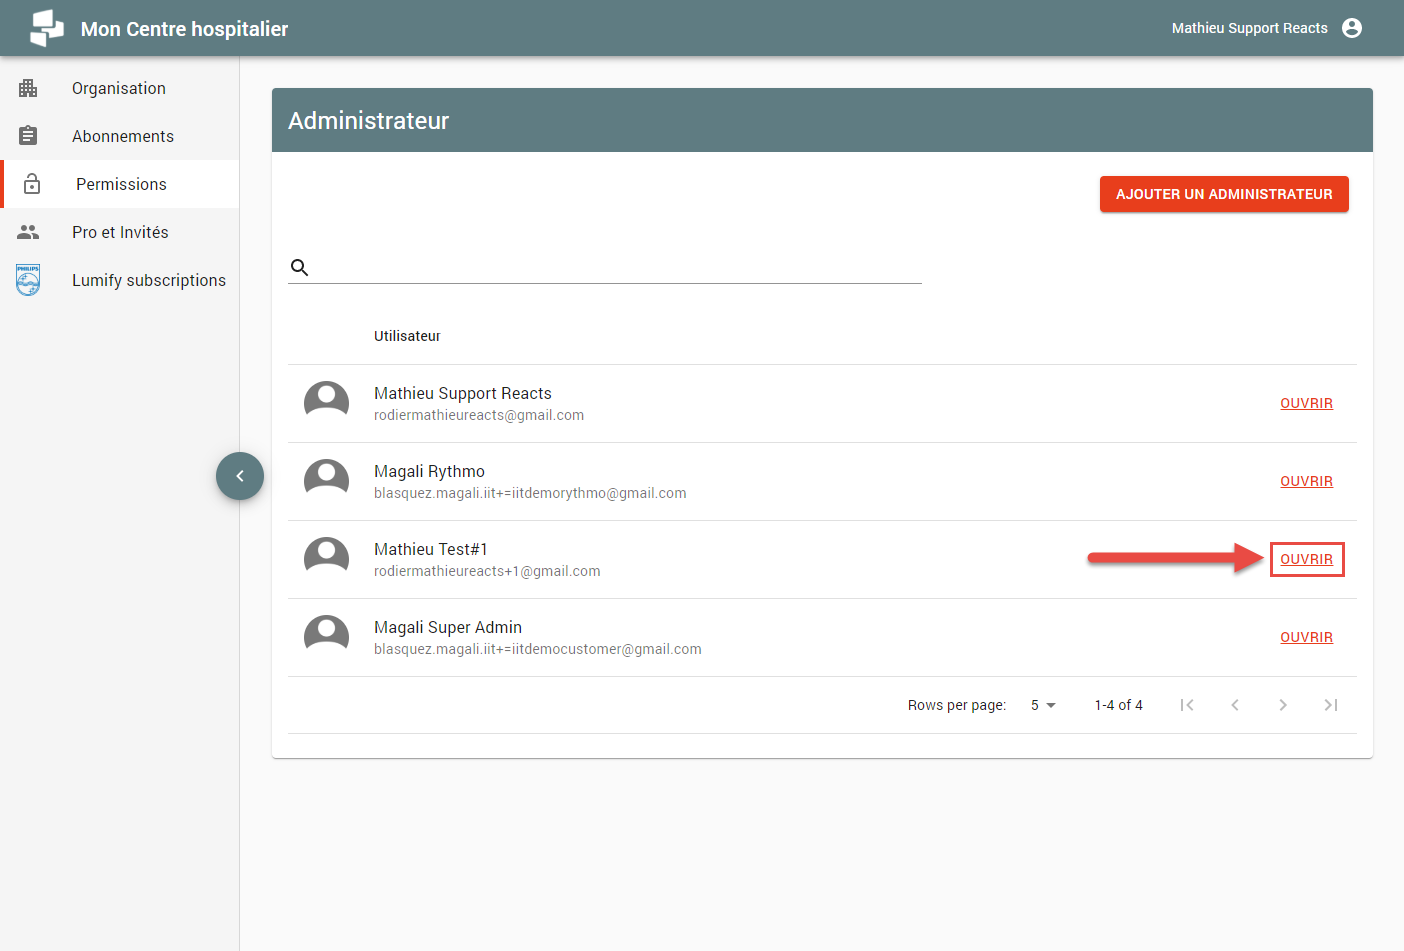 Mon Centre hospitalier
Mathieu Support Reacts
Organisation
Abonnements
Permissions
Pro et Invités
PHILIPS
Lumify subscriptions
Administrateur
AJOUTER UN ADMINISTRATEUR
Utilisateur
Mathieu Support Reacts
rodiermathieureacts@gmail.com
OUVRIR
Magali Rythmo
blasquez.magali.iit+=iitdemorythmo@gmail.com
OUVRIR
Mathieu Test#1
rodiermathieureacts+1@gmail.com
OUVRIR
Magali Super Admin
blasquez.magali.iit+=iitdemocustomer@gmail.com
OUVRIR
Rows per page: 5 1-4 of 4